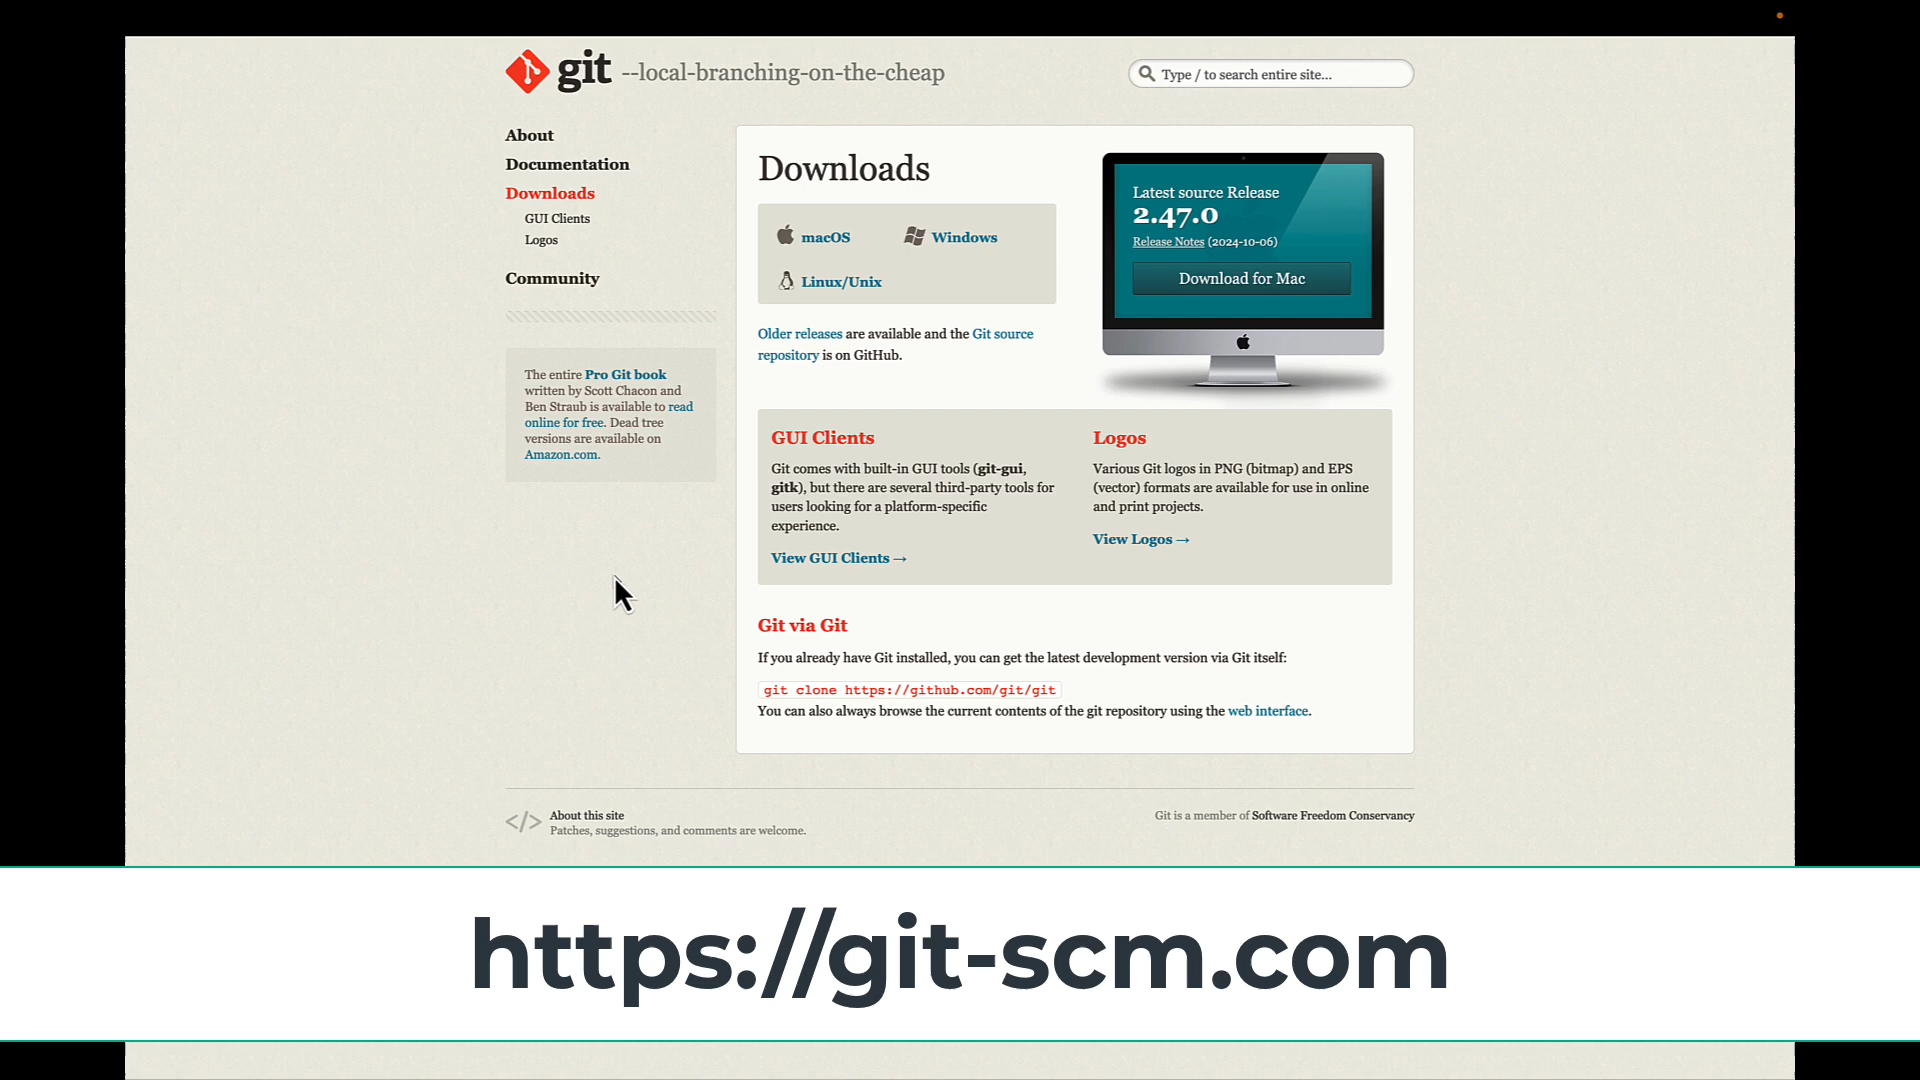 git --local-branching-on-the-cheap
Type / to search entire site...
About
Documentation
Downloads
GUI Clients
Logos
Community
The entire Pro Git book
written by Scott Chacon and
Ben Straub is available to read
online for free. Dead tree
versions are available on
Amazon.com.
Downloads
macOS
Windows
Linux/Unix
Older releases are available and the Git source
repository is on GitHub.
Latest source Release
2.47.0
Release Notes (2024-10-06)
Download for Mac
GUI Clients
Git comes with built-in GUI tools (git-gui,
gitk), but there are several third-party tools for
users looking for a platform-specific
experience.
View GUI Clients →
Logos
Various Git logos in PNG (bitmap) and EPS
(vector) formats are available for use in online
and print projects.
View Logos →
Git via Git
If you already have Git installed, you can get the latest development version via Git itself:
git clone https://github.com/git/git
You can also always browse the current contents of the git repository using the web interface.
</>
About this site
Patches, suggestions, and comments are welcome.
Git is a member of Software Freedom Conservancy
https://git-scm.com